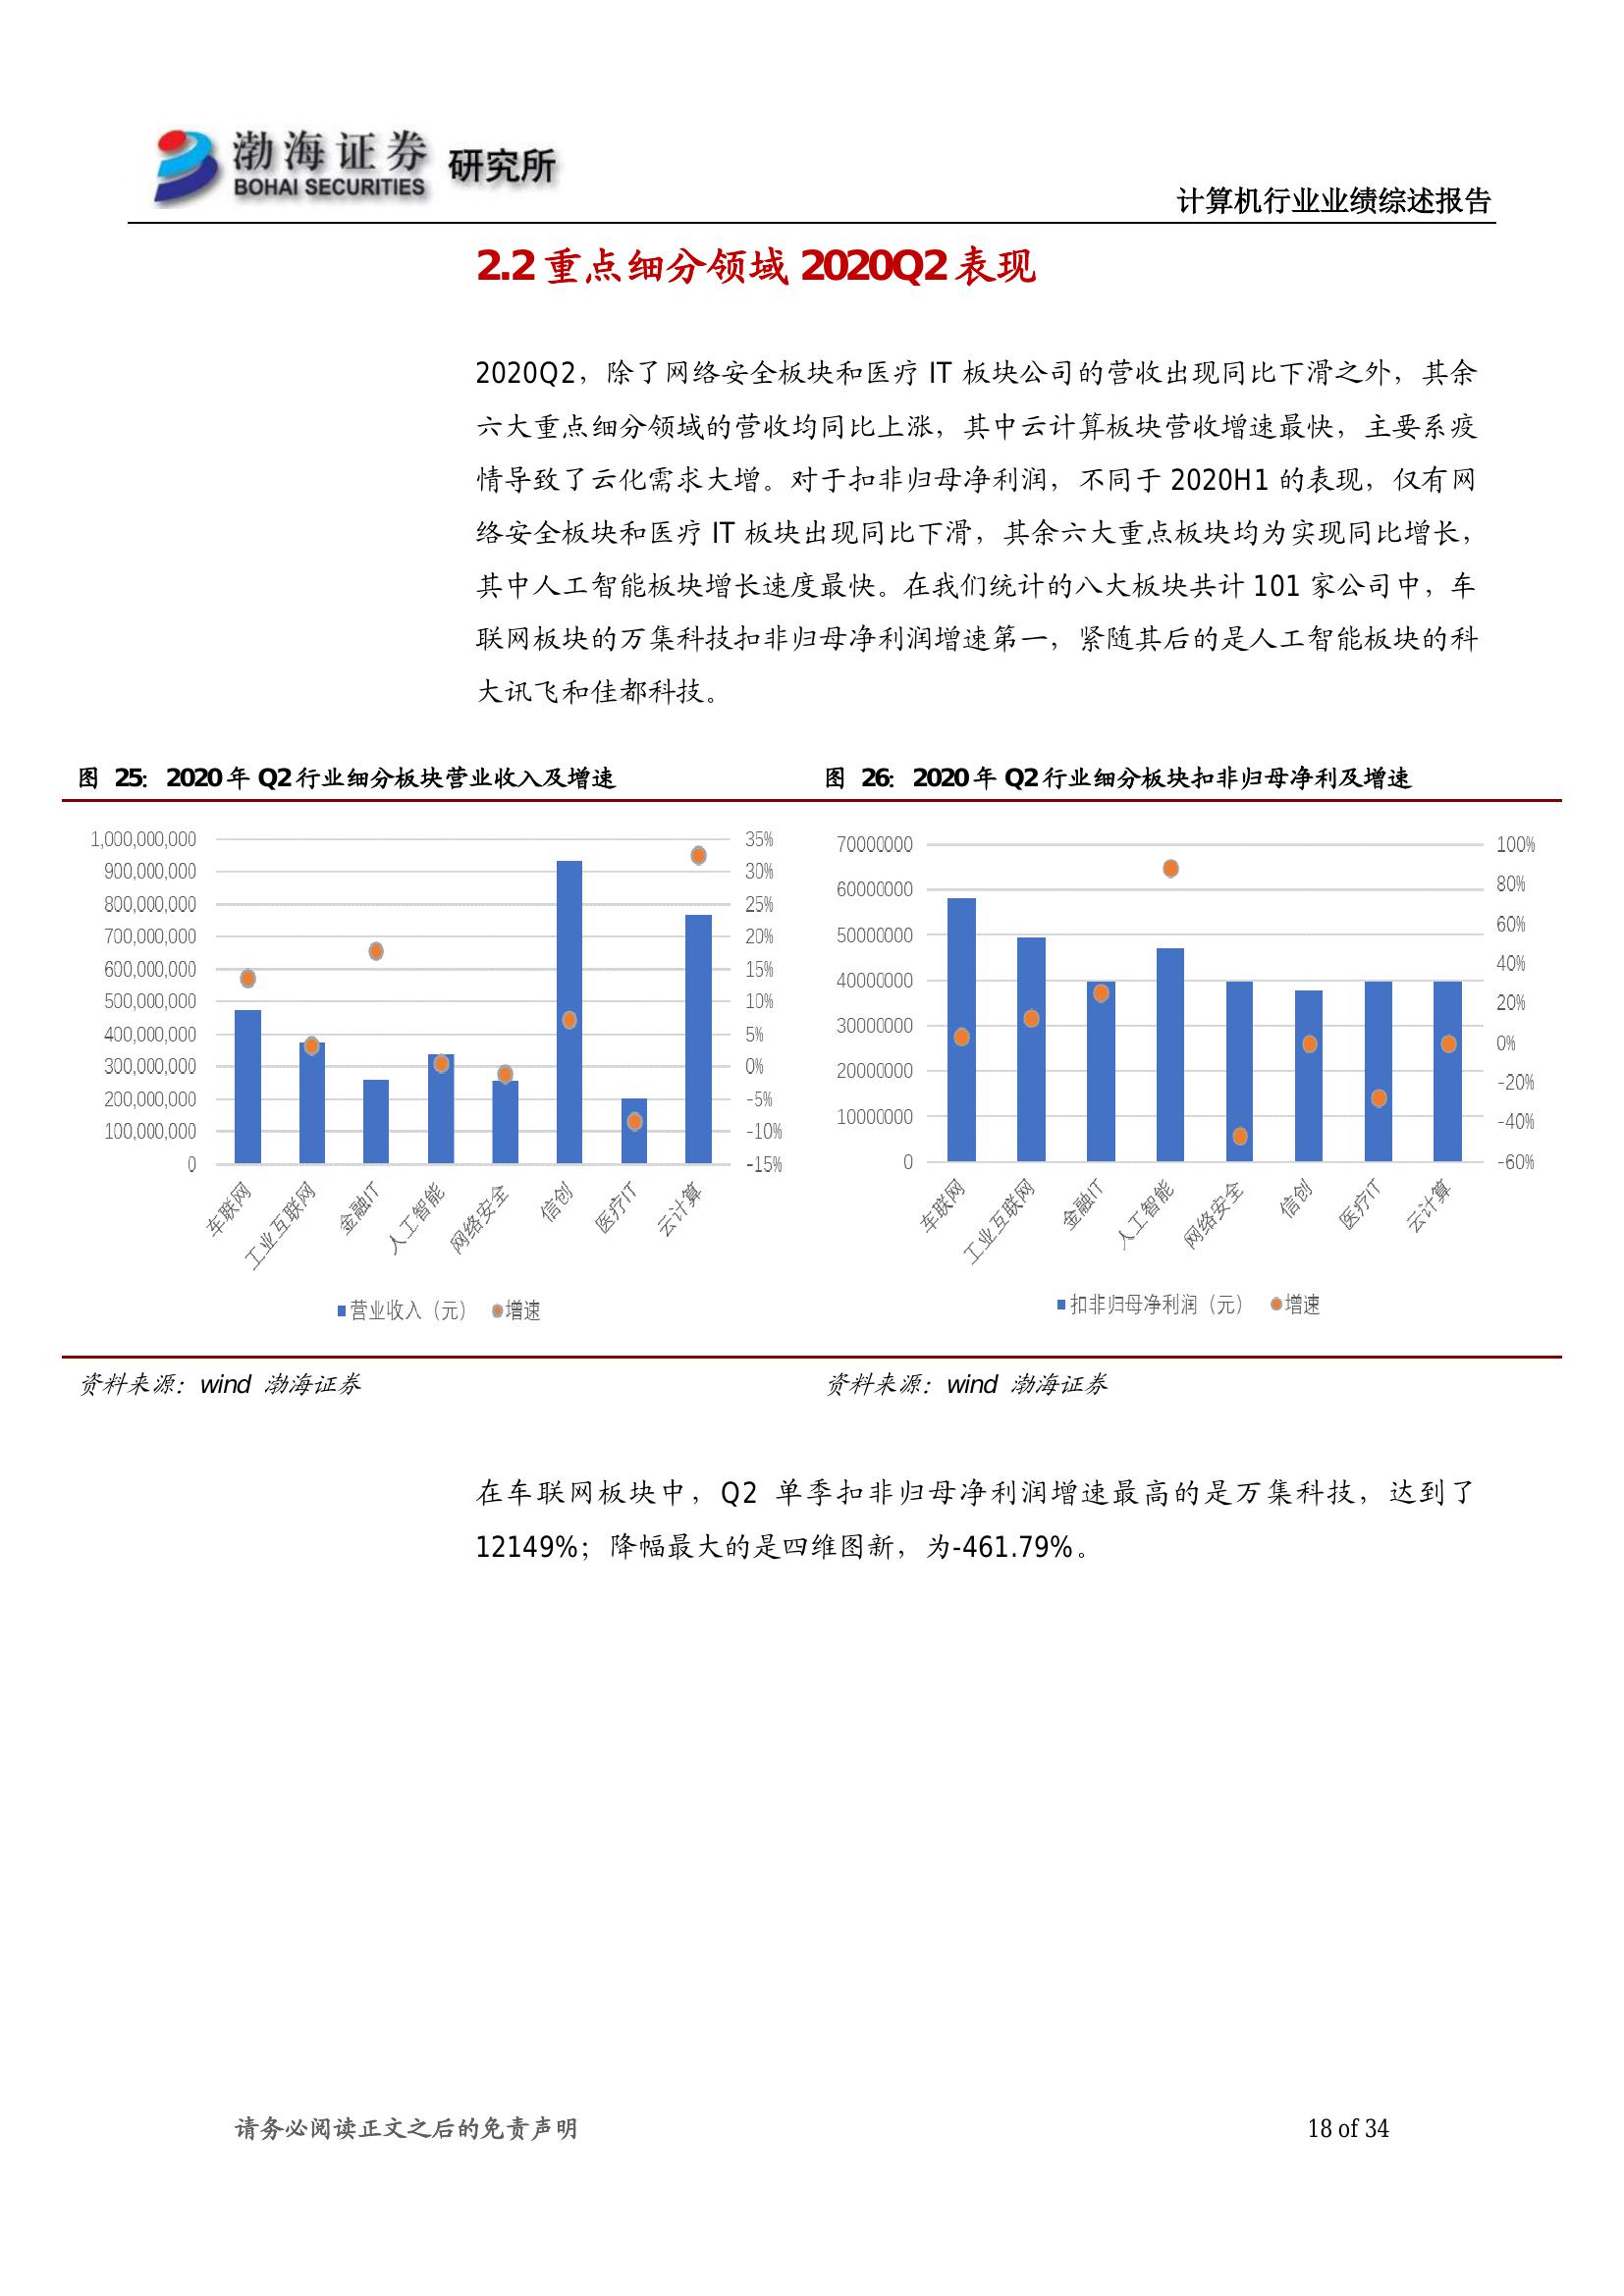 渤海证券 研究所
BOHAI SECURITIES
计算机行业业绩综述报告
2.2 重点细分领域 2020Q2 表现
2020Q2，除了网络安全板块和医疗 IT 板块公司的营收出现同比下滑之外，其余
六大重点细分领域的营收均同比上涨，其中云计算板块营收增速最快，主要系疫
情导致了云化需求大增。对于扣非归母净利润，不同于 2020H1 的表现，仅有网
络安全板块和医疗 IT 板块出现同比下滑，其余六大重点板块均为实现同比增长，
其中人工智能板块增长速度最快。在我们统计的八大板块共计 101 家公司中，车
联网板块的万集科技扣非归母净利润增速第一，紧随其后的是人工智能板块的科
大讯飞和佳都科技。
图 25：2020 年 Q2 行业细分板块营业收入及增速
1,000,000,000
900,000,000
800,000,000
700,000,000
600,000,000
500,000,000
400,000,000
300,000,000
200,000,000
100,000,000
0
35%
30%
25%
20%
15%
10%
5%
0%
-5%
-10%
-15%
车联网
工业互联网
金融IT
人工智能
网络安全
信创
医疗IT
云计算
营业收入（元） 增速
资料来源：wind 渤海证券
图 26：2020 年 Q2 行业细分板块扣非归母净利及增速
70000000
60000000
50000000
40000000
30000000
20000000
10000000
0
100%
80%
60%
40%
20%
0%
-20%
-40%
-60%
车联网
工业互联网
金融IT
人工智能
网络安全
信创
医疗IT
云计算
扣非归母净利润（元） 增速
资料来源：wind 渤海证券
在车联网板块中，Q2 单季扣非归母净利润增速最高的是万集科技，达到了
12149%；降幅最大的是四维图新，为-461.79%。
请务必阅读正文之后的免责声明
18 of 34